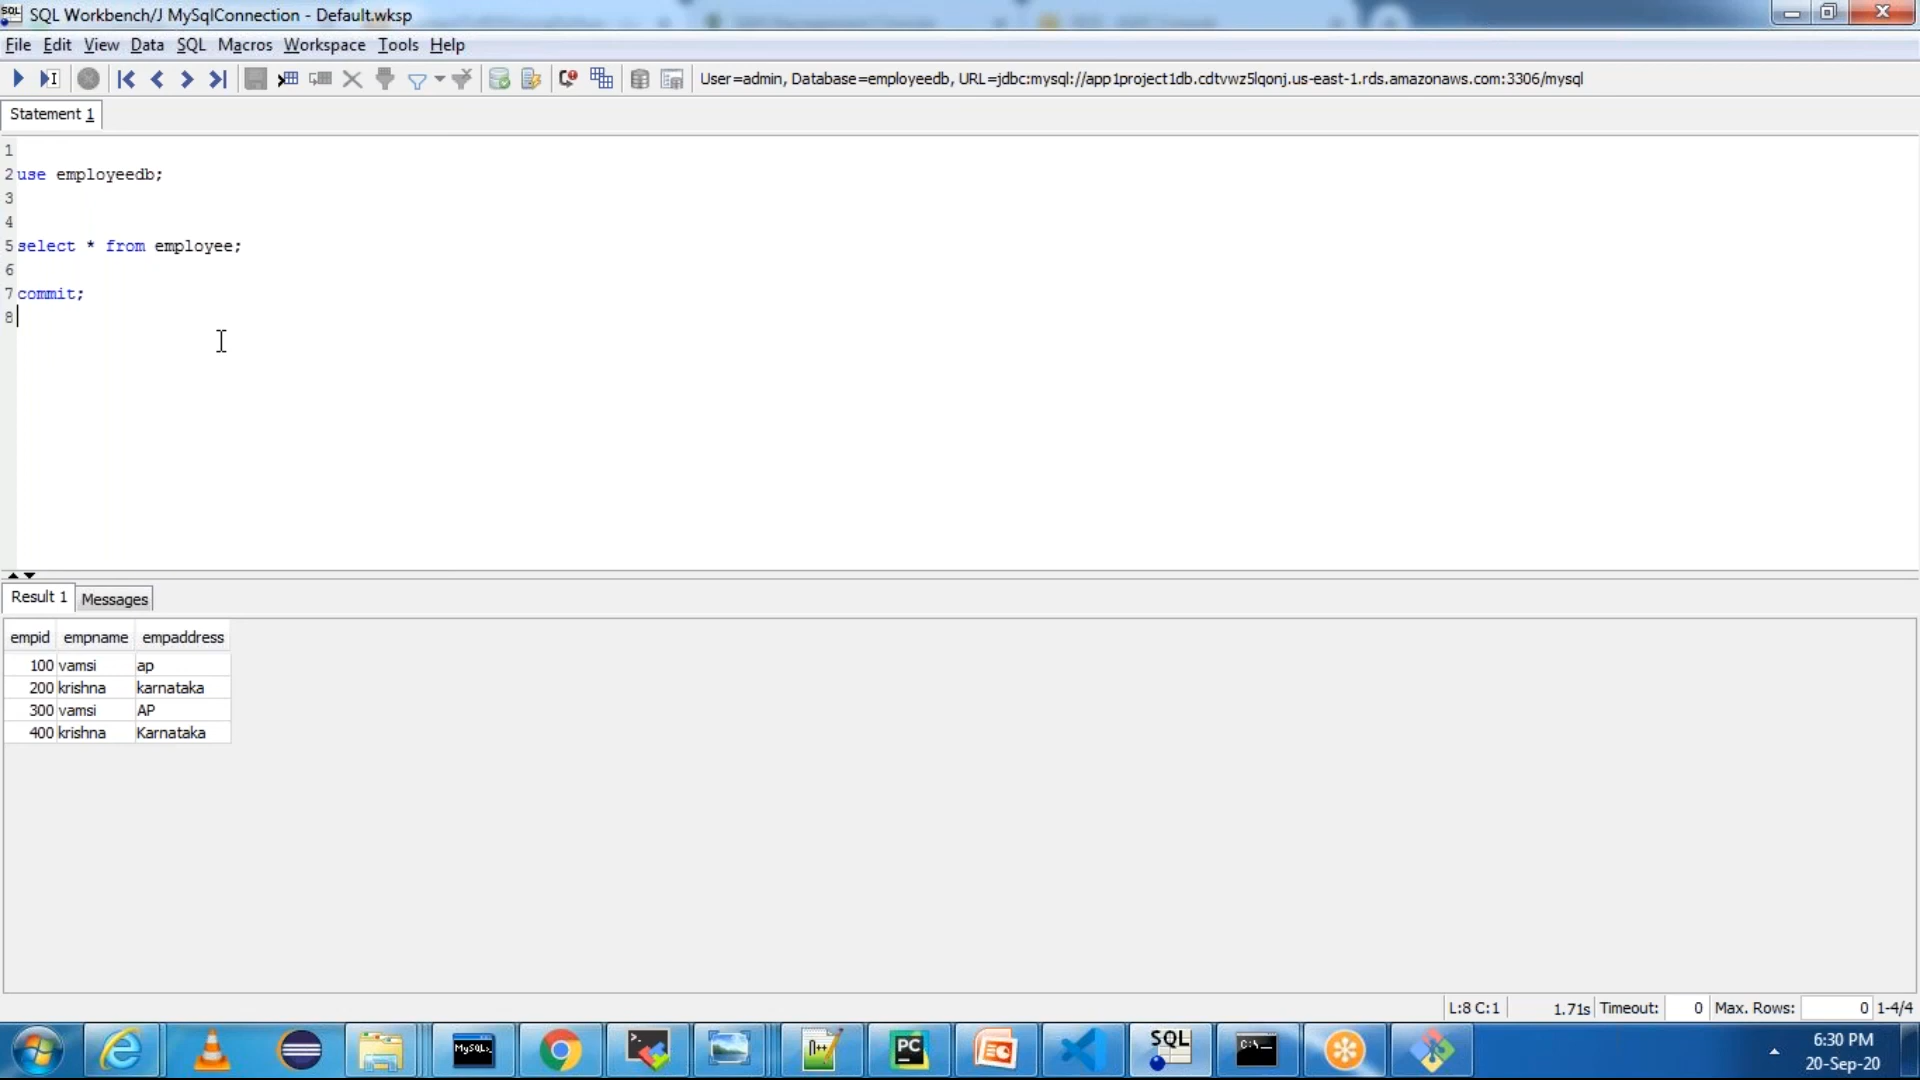 SQL Workbench/J MySqlConnection - Default.wksp
File Edit View Data SQL Macros Workspace Tools Help
User=admin, Database=employeedb, URL=jdbc:mysql://app1project1db.cdtvwz5lqonj.us-east-1.rds.amazonaws.com:3306/mysql
Statement 1
1
2 use employeedb;
3
4
5 select * from employee;
6
7 commit;
8
Result 1 Messages
empid empname empaddress
100 vamsi ap
200 krishna karnataka
300 vamsi AP
400 krishna Karnataka
L:8 C:1 1.71s Timeout: 0 Max. Rows: 0 1-4/4
MySQL> n++ PC SQL C:\
6:30 PM
20-Sep-20